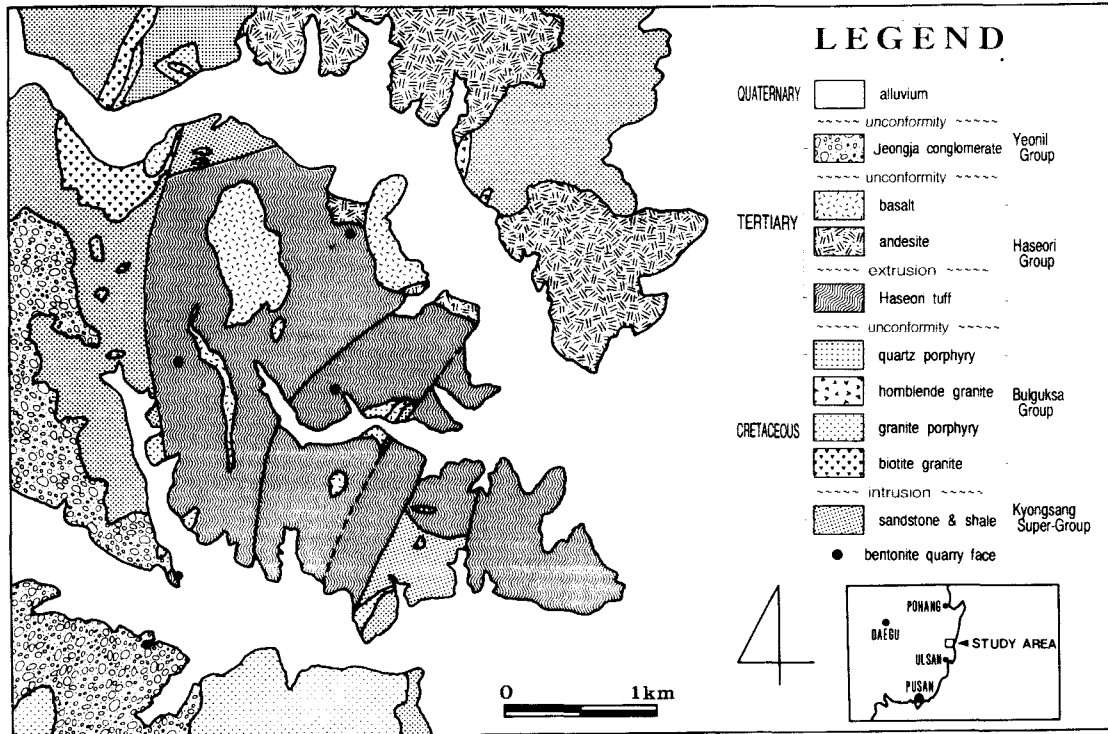 LEGEND
QUATERNARY alluvium
unconformity
Jeongja conglomerate Yeonil Group
unconformity
basalt
TERTIARY
andesite Haseori Group
extrusion
Haseori tuff
unconformity
quartz porphyry
hornblende granite Bulguksa Group
granite porphyry
CRETACEOUS
biotite granite
intrusion
sandstone & shale Kyongsang Super-Group
bentonite quarry face
POHANG
DAEGU
STUDY AREA
ULSAN
PUSAN
0 1km